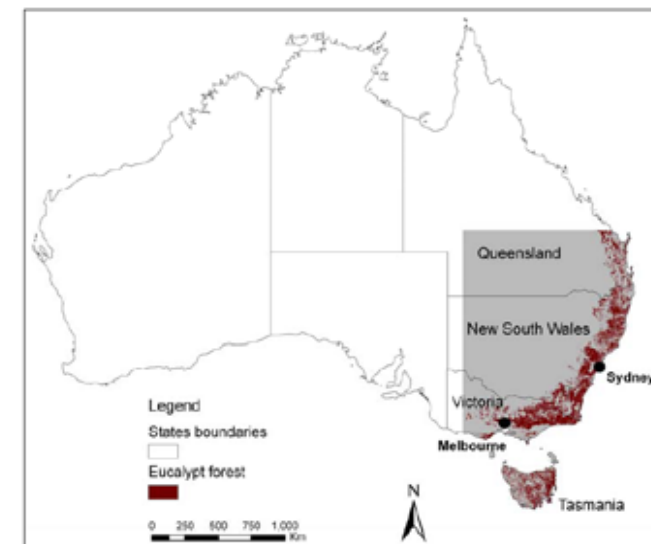 Queensland
New South Wales
Sydney
Victoria
Melbourne
Tasmania
Legend
States boundaries
Eucalypt forest
N
0 250 500 750 1,000
Km